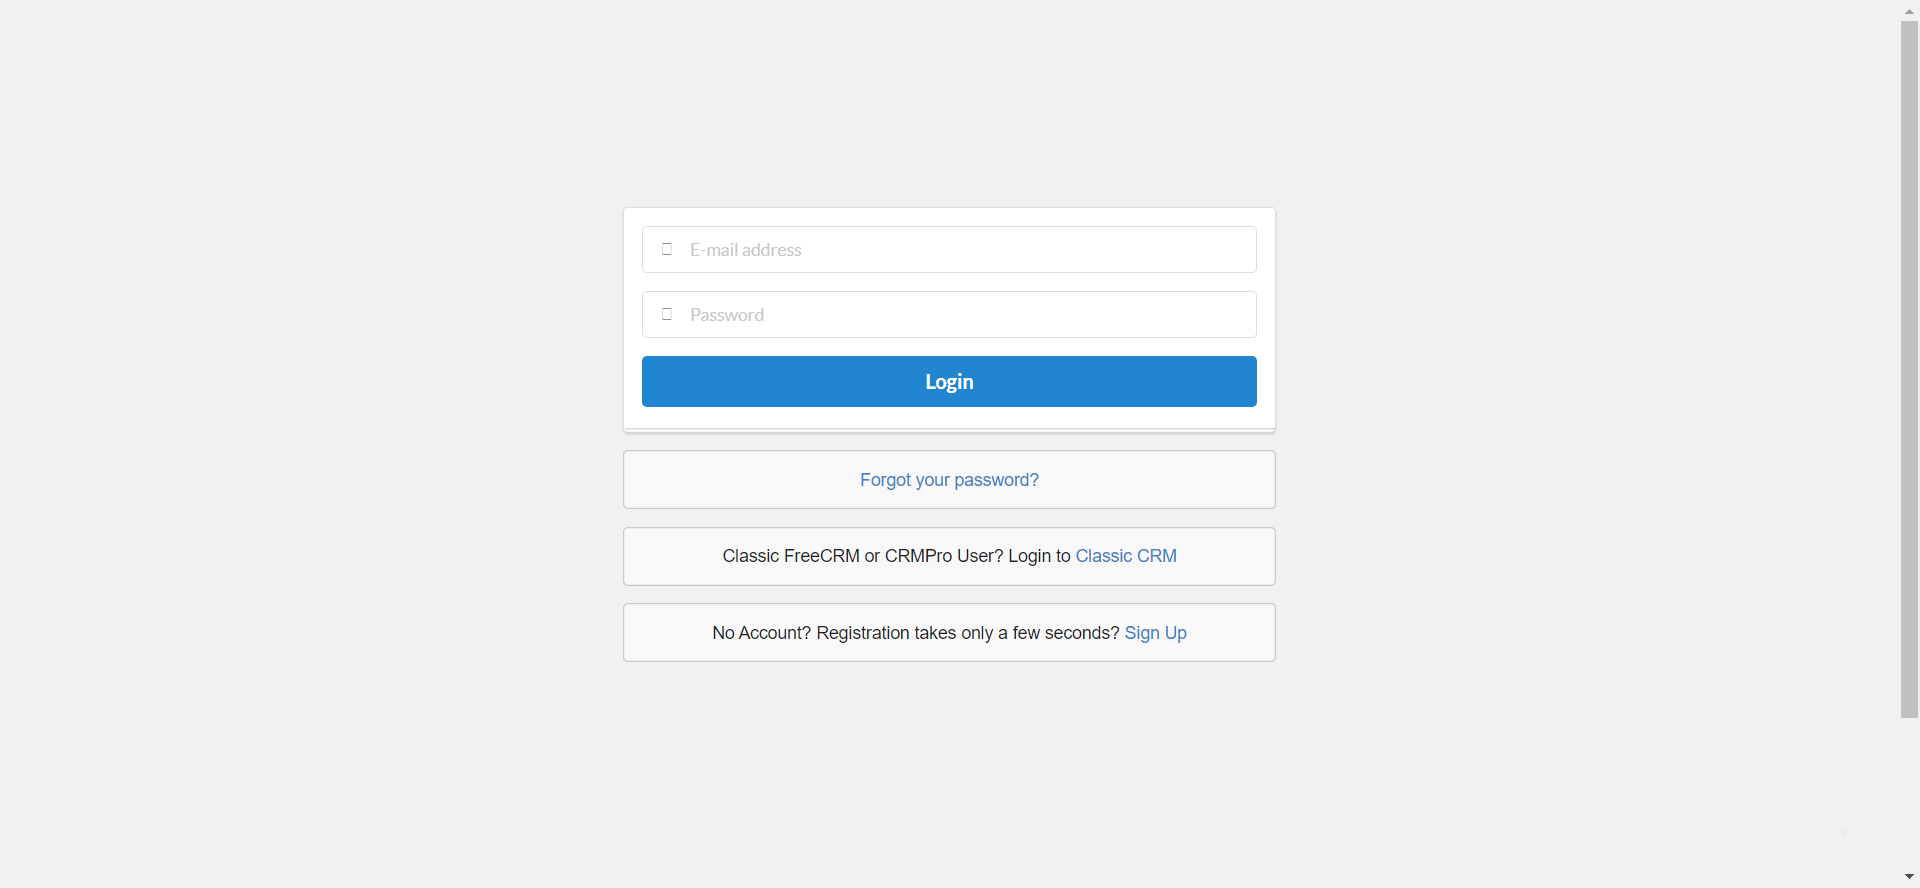 E-mail address
Password
Login
Forgot your password?
Classic FreeCRM or CRMPro User? Login to Classic CRM
No Account? Registration takes only a few seconds? Sign Up